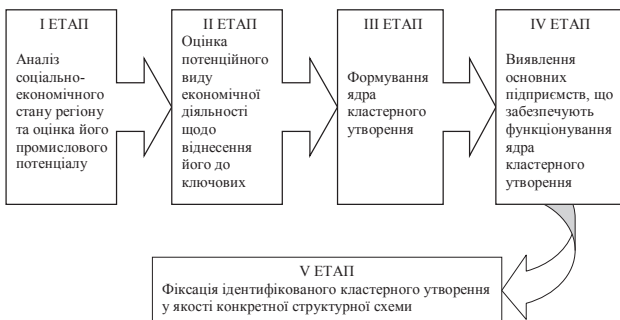 І ЕТАП
Аналіз
соціально-
економічного
стану регіону
та оцінка його
промислового
потенціалу
ІІ ЕТАП
Оцінка
потенційного
виду
економічної
діяльності
щодо
віднесення
його до
ключових
ІІІ ЕТАП
Формування
ядра
кластерного
утворення
IV ЕТАП
Виявлення
основних
підприємств, що
забезпечують
функціонування
ядра
кластерного
утворення
V ЕТАП
Фіксація ідентифікованого кластерного утворення
у якості конкретної структурної схеми